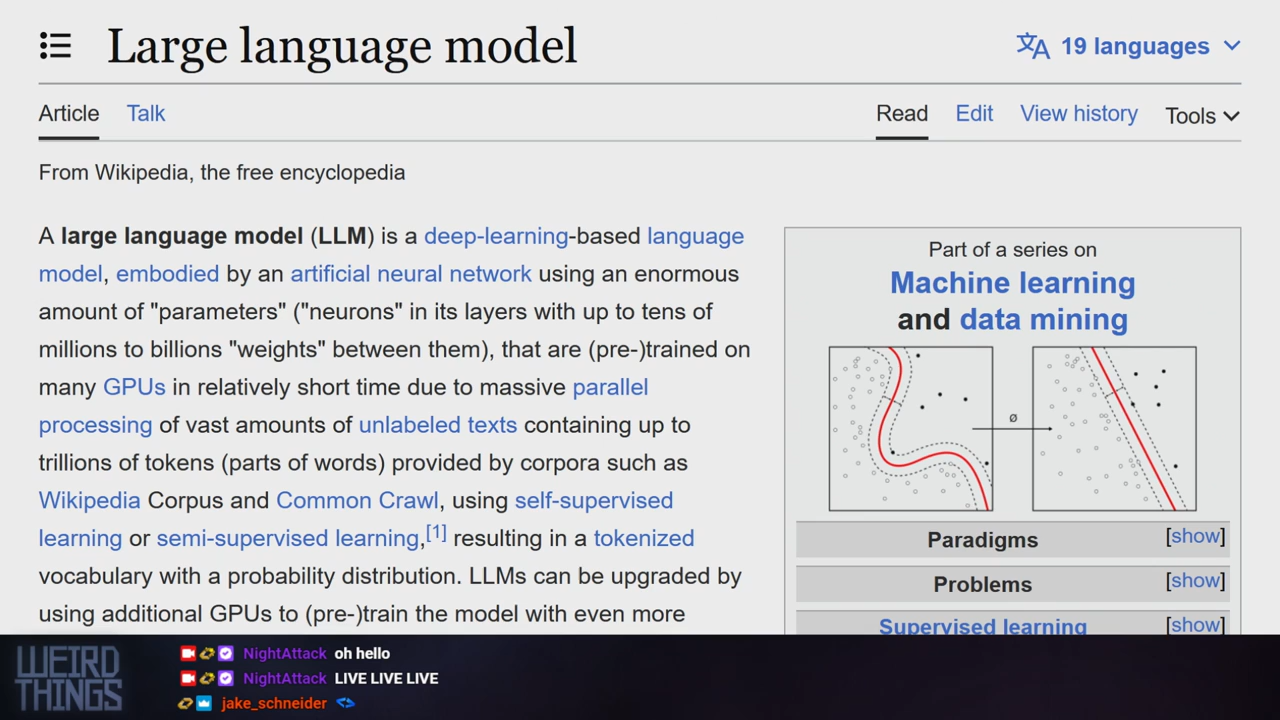 Large language model
19 languages
Article Talk
Read Edit View history Tools
From Wikipedia, the free encyclopedia
A large language model (LLM) is a deep-learning-based language
model, embodied by an artificial neural network using an enormous
amount of "parameters" ("neurons" in its layers with up to tens of
millions to billions "weights" between them), that are (pre-)trained on
many GPUs in relatively short time due to massive parallel
processing of vast amounts of unlabeled texts containing up to
trillions of tokens (parts of words) provided by corpora such as
Wikipedia Corpus and Common Crawl, using self-supervised
learning or semi-supervised learning,[1] resulting in a tokenized
vocabulary with a probability distribution. LLMs can be upgraded by
using additional GPUs to (pre-)train the model with even more
Part of a series on
Machine learning
and data mining
ø
Paradigms [show]
Problems [show]
Supervised learning [show]
WEIRD
THINGS
NightAttack oh hello
NightAttack LIVE LIVE LIVE
jake_schneider